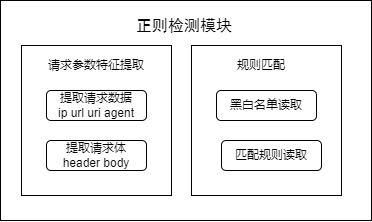 正则检测模块
请求参数特征提取
提取请求数据
ip url uri agent
提取请求体
header body
规则匹配
黑白名单读取
匹配规则读取